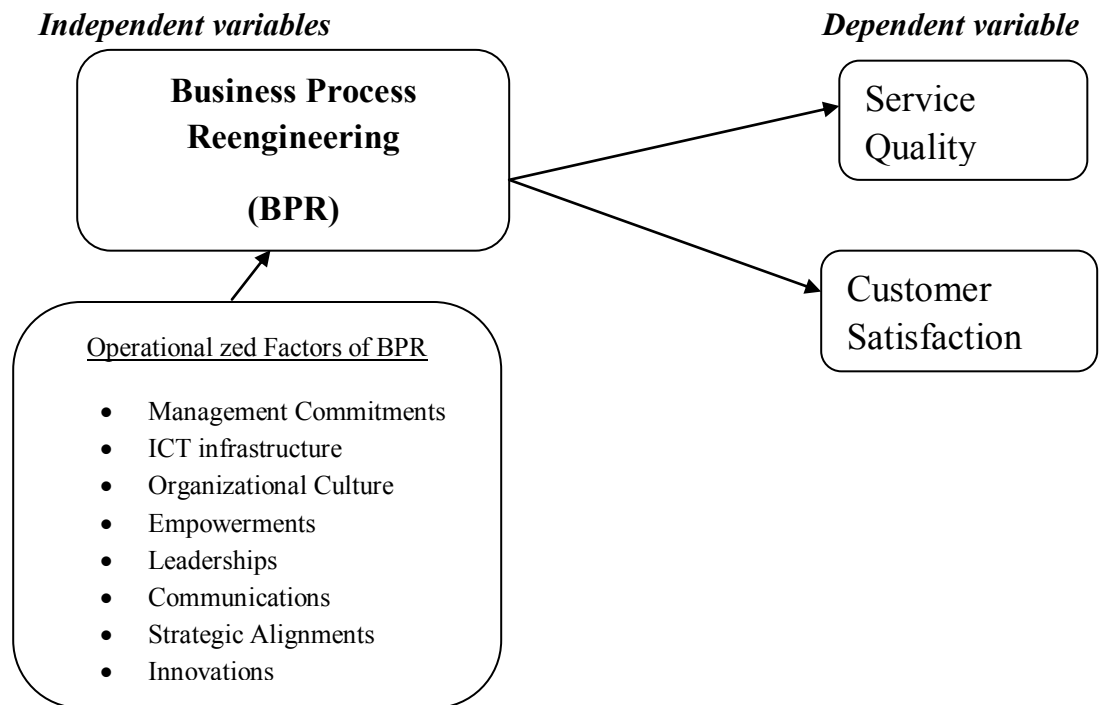 Independent variables
Dependent variable
Business Process
Reengineering
(BPR)
Service
Quality
Customer
Satisfaction
Operational zed Factors of BPR
• Management Commitments
• ICT infrastructure
• Organizational Culture
• Empowerments
• Leaderships
• Communications
• Strategic Alignments
• Innovations